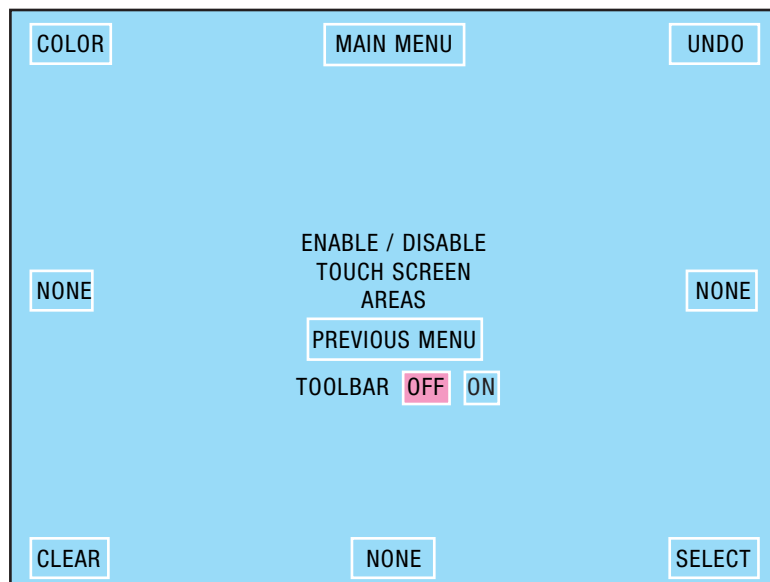 COLOR
MAIN MENU
UNDO
ENABLE / DISABLE
TOUCH SCREEN
AREAS
NONE
NONE
PREVIOUS MENU
TOOLBAR OFF ON
CLEAR
NONE
SELECT